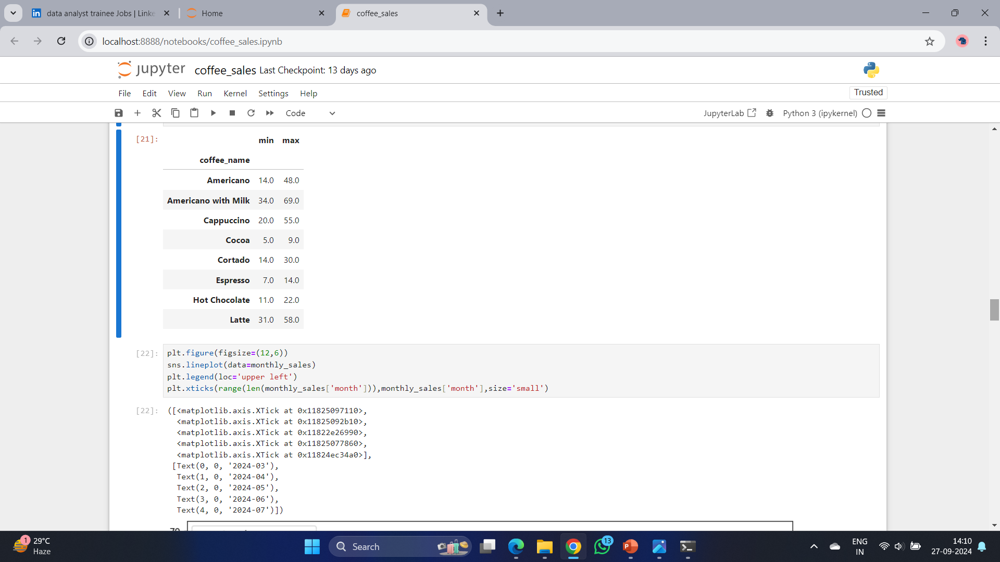 data analyst trainee Jobs | Linke
Home
coffee_sales
localhost:8888/notebooks/coffee_sales.ipynb
jupyter coffee_sales Last Checkpoint: 13 days ago
File Edit View Run Kernel Settings Help
Trusted
Code
JupyterLab
Python 3 (ipykernel)
[21]:
min max
coffee_name
Americano 14.0 48.0
Americano with Milk 34.0 69.0
Cappuccino 20.0 55.0
Cocoa 5.0 9.0
Cortado 14.0 30.0
Espresso 7.0 14.0
Hot Chocolate 11.0 22.0
Latte 31.0 58.0
[22]: plt.figure(figsize=(12,6))
sns.lineplot(data=monthly_sales)
plt.legend(loc='upper left')
plt.xticks(range(len(monthly_sales['month'])),monthly_sales['month'],size='small')
[22]: ([<matplotlib.axis.XTick at 0x11825097110>,
<matplotlib.axis.XTick at 0x11825092b10>,
<matplotlib.axis.XTick at 0x11822e26990>,
<matplotlib.axis.XTick at 0x11825077860>,
<matplotlib.axis.XTick at 0x11824ec34a0>],
[Text(0, 0, '2024-03'),
Text(1, 0, '2024-04'),
Text(2, 0, '2024-05'),
Text(3, 0, '2024-06'),
Text(4, 0, '2024-07')])
1
29°C
Haze
Search
13
ENG
IN
14:10
27-09-2024